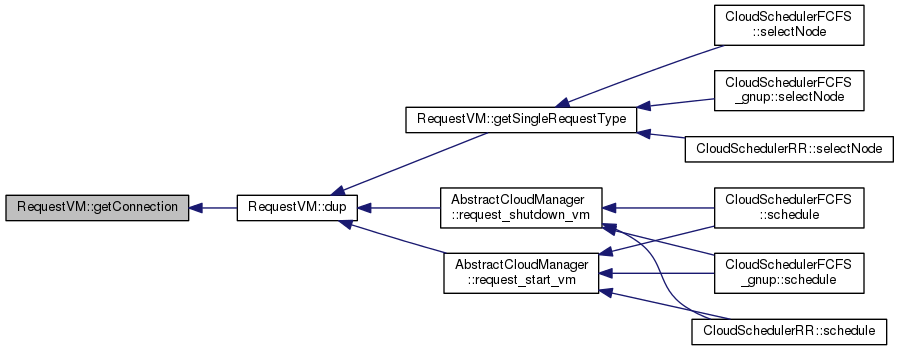 CloudSchedulerFCFS
::selectNode
CloudSchedulerFCFS
_gnup::selectNode
RequestVM::getSingleRequestType
CloudSchedulerRR::selectNode
RequestVM::getConnection
RequestVM::dup
AbstractCloudManager
::request_shutdown_vm
CloudSchedulerFCFS
::schedule
AbstractCloudManager
::request_start_vm
CloudSchedulerFCFS
_gnup::schedule
CloudSchedulerRR::schedule